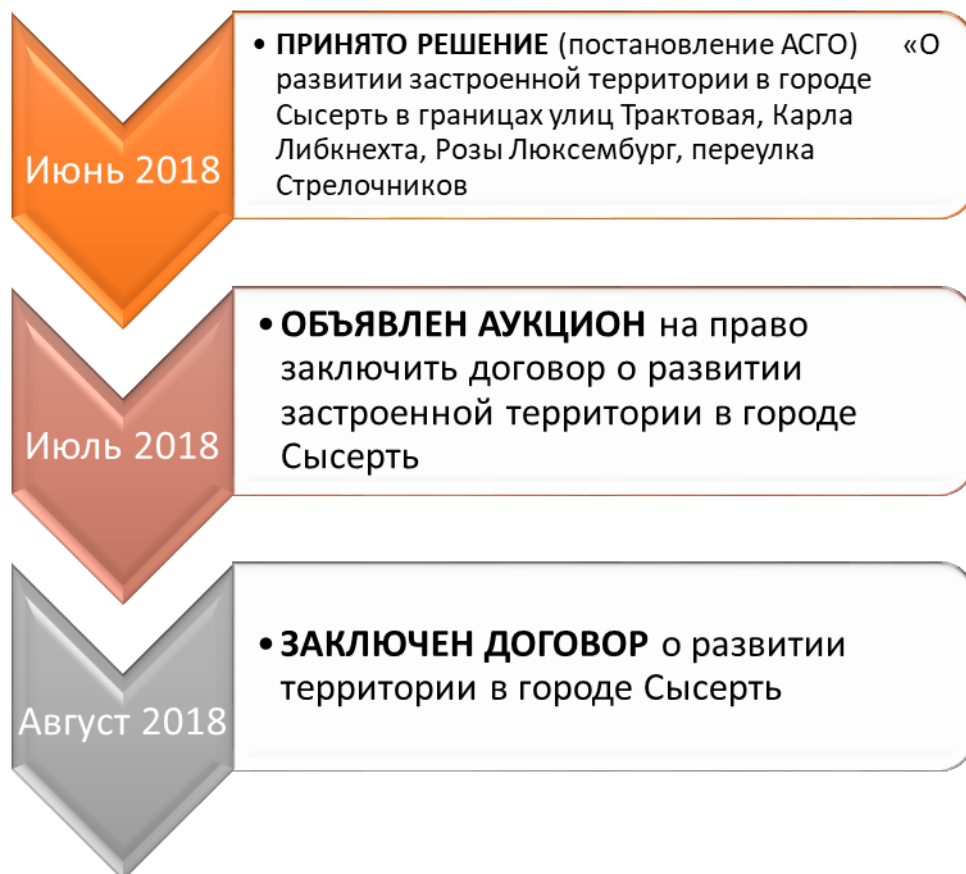 • ПРИНЯТО РЕШЕНИЕ (постановление АСГО) «О
развитии застроенной территории в городе
Сысерть в границах улиц Трактовая, Карла
Либкнехта, Розы Люксембург, переулка
Стрелочников
Июнь 2018
• ОБЪЯВЛЕН АУКЦИОН на право
заключить договор о развитии
застроенной территории в городе
Сысерть
Июль 2018
• ЗАКЛЮЧЕН ДОГОВОР о развитии
территории в городе Сысерть
Август 2018